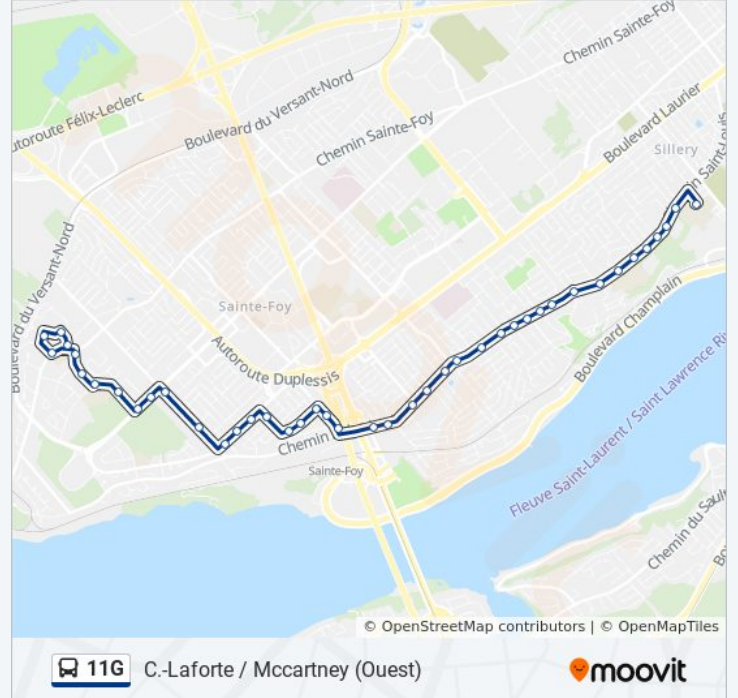 Chemin Sainte-Foy
Autoroute Félix-Leclerc
Boulevard du Versant-Nord
Chemin Sainte-Foy
Boulevard Laurier
Sillery
Boulevard du Versant-Nord
Sainte-Foy
Boulevard Champlain
Autoroute Duplessis
Chemin
Sainte-Foy
Fleuve Saint-Laurent / Saint Lawrence Riv
Chemin du Sault
© OpenStreetMap contributors | © OpenMapTiles
11G C.-Laforte / Mccartney (Ouest)
moovit